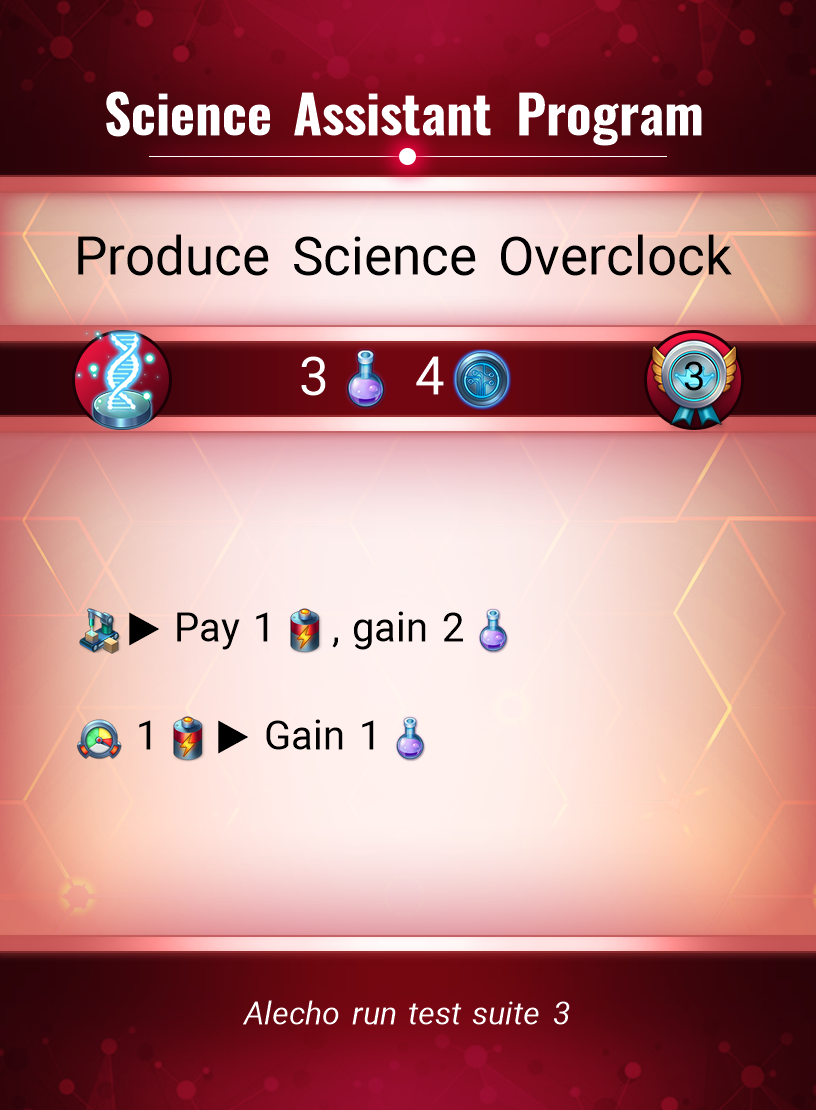 Science Assistant Program
Produce Science Overclock
3 4 3
▶ Pay 1 , gain 2
1 ▶ Gain 1
Alecho run test suite 3